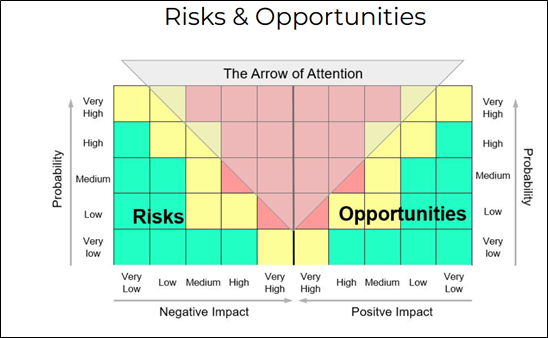 Risks & Opportunities
The Arrow of Attention
Very
High
High
Medium
Low
Very
low
Probability
Risks
Opportunities
Very
High
High
Medium
Low
Very
low
Probability
Very
Low
Low
Medium
High
Very
High
Very
High
High
Medium
Low
Very
Low
Negative Impact
Positve Impact